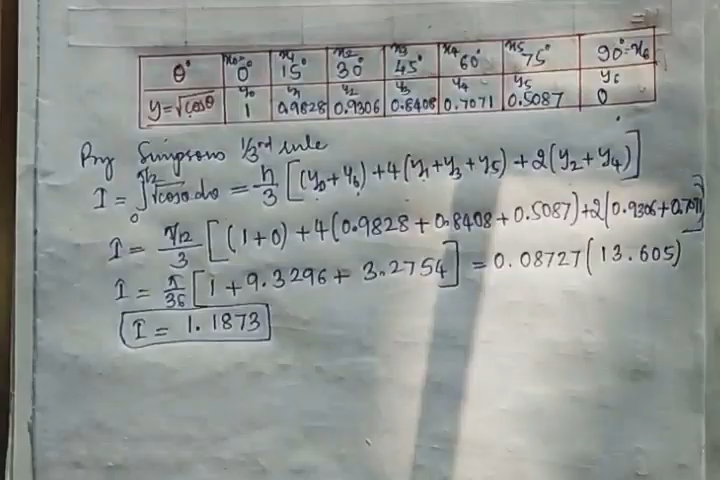 θ° x₀=0° x₁ 15° x₂ 30° x₃ 45° x₄ 60° x₅ 75° 90°=x₆
y=√cosθ y₀ 1 y₁ 0.9828 y₂ 0.9306 y₃ 0.8408 y₄ 0.7071 y₅ 0.5087 y₆ 0
By Simpsons 1/3rd rule
I = ∫₀^(π/2) √cosθ dθ = h/3 [(y₀+y₆)+4(y₁+y₃+y₅)+2(y₂+y₄)]
I = (π/12)/3 [(1+0)+4(0.9828+0.8408+0.5087)+2(0.9306+0.7071)]
I = π/36 [1+9.3296+3.2754] = 0.08727(13.605)
I = 1.1873